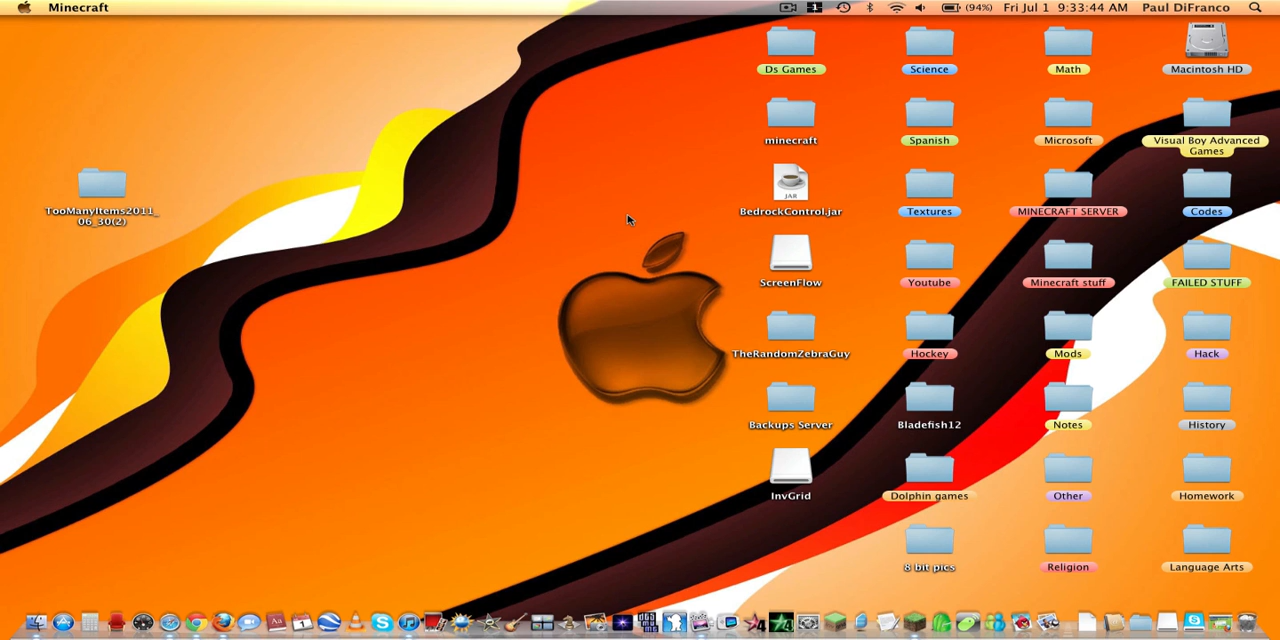 Minecraft
1
(94%)
Fri Jul 1 9:33:44 AM
Paul DiFranco
Ds Games
Science
Math
Macintosh HD
minecraft
Spanish
Microsoft
Visual Boy Advanced
Games
TooManyItems2011_
06_30(2)
JAR
BedrockControl.jar
Textures
MINECRAFT SERVER
Codes
ScreenFlow
Youtube
Minecraft stuff
FAILED STUFF
TheRandomZebraGuy
Hockey
Mods
Hack
Backups Server
Bladefish12
Notes
History
InvGrid
Dolphin games
Other
Homework
8 bit pics
Religion
Language Arts